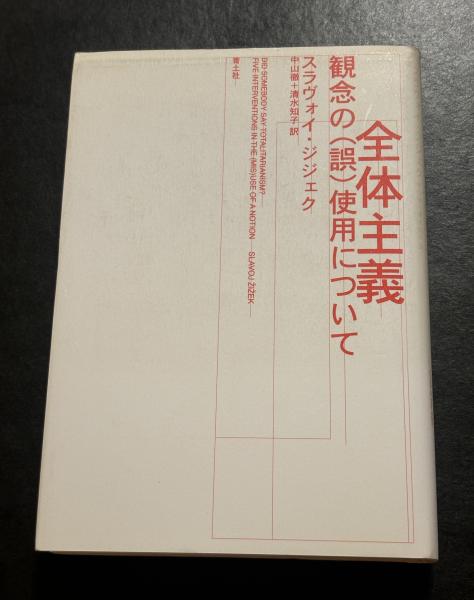 全体主義
観念の(誤)使用について
スラヴォイ・ジジェク
中山徹+清水知子 訳
DID SOMEBODY SAY TOTALITARIANISM?
FIVE INTERVENTIONS IN THE (MIS)USE OF A NOTION — SLAVOJ ŽIŽEK
青土社